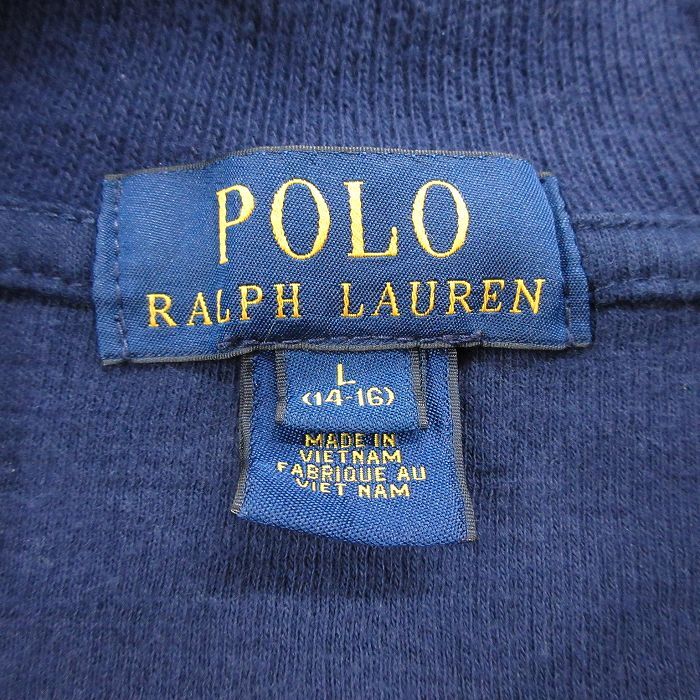 POLO
RALPH LAUREN
L
(14-16)
MADE IN
VIETNAM
FABRIQUE AU
VIET NAM